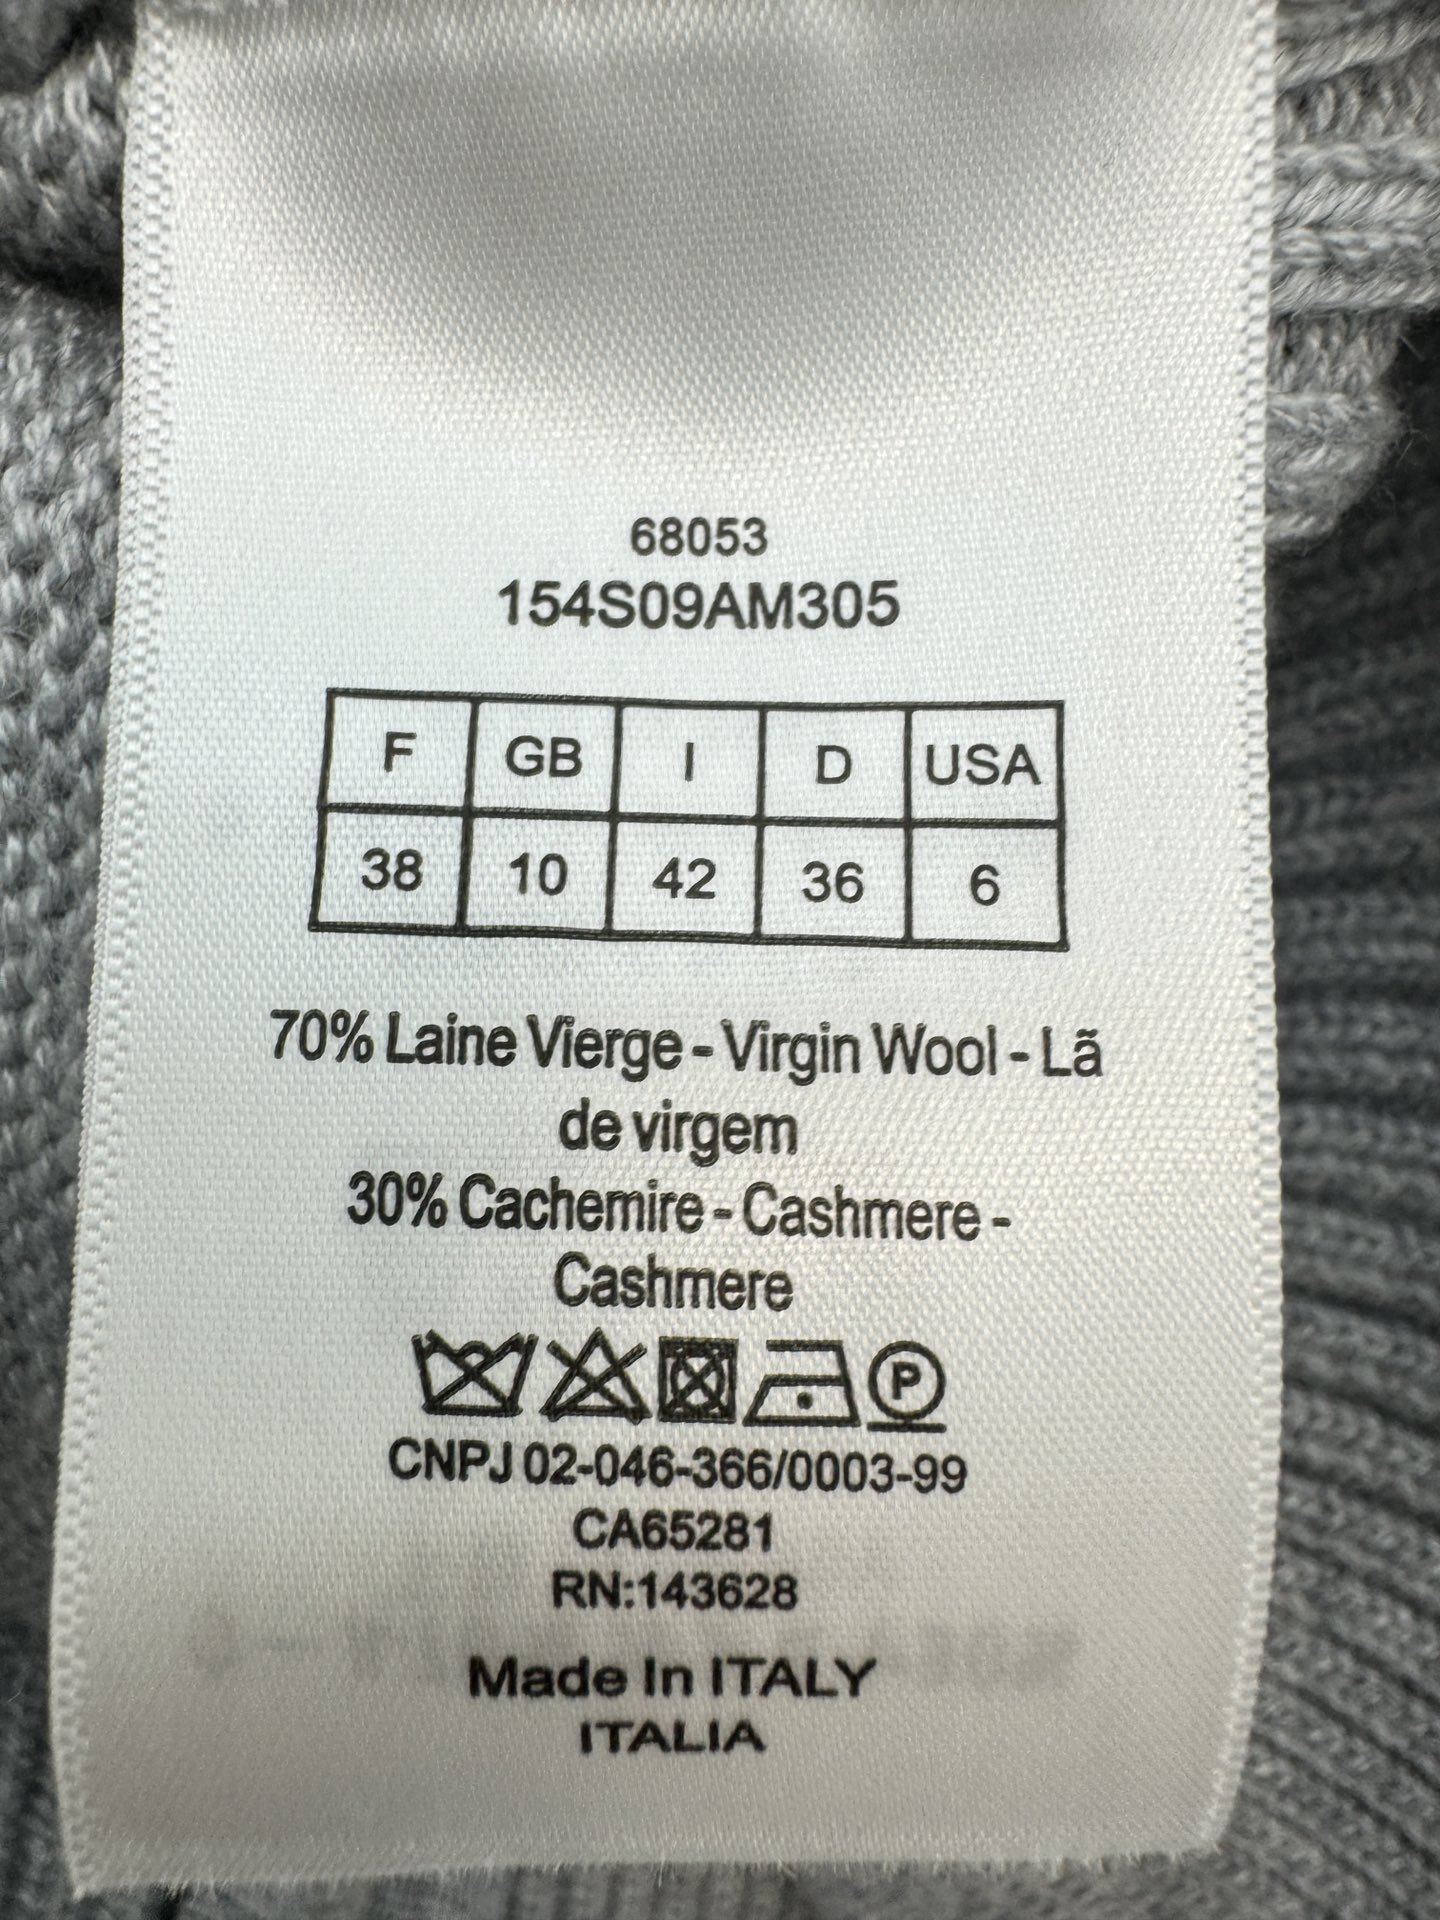 68053
154S09AM305
F GB I D USA
38 10 42 36 6
70% Laine Vierge - Virgin Wool - Lã
de virgem
30% Cachemire - Cashmere -
Cashmere
P
CNPJ 02-046-366/0003-99
CA65281
RN:143628
Made In ITALY
ITALIA